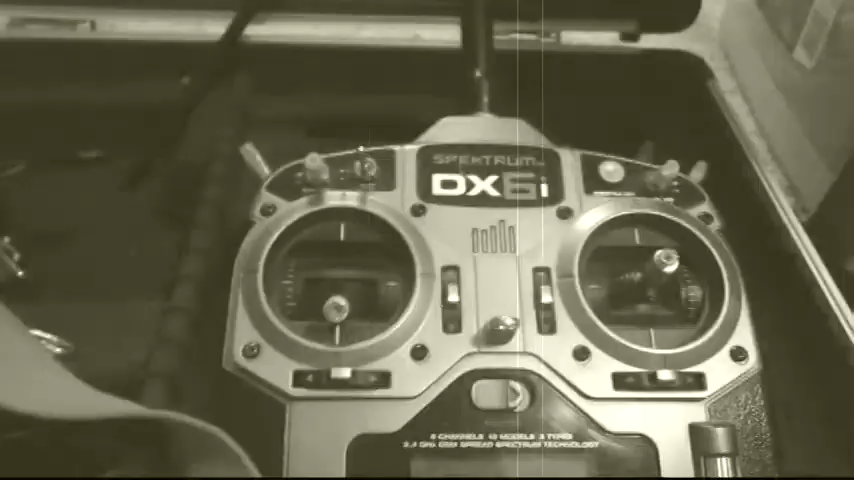 SPEKTRUM
DX6i
6 CHANNELS 10 MODELS 3 TYPES
2.4 GHz DSM SPREAD SPECTRUM TECHNOLOGY